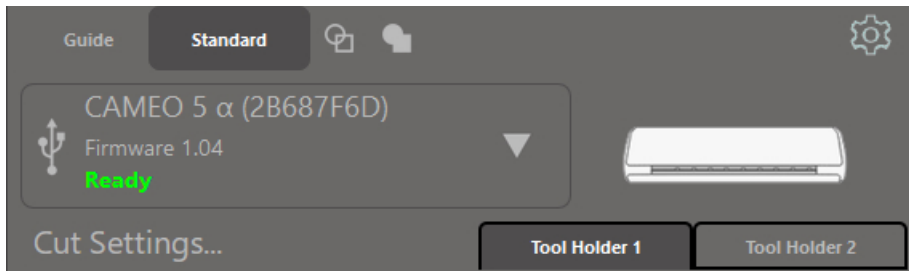 Guide Standard
CAMEO 5 α (2B687F6D)
Firmware 1.04
Ready
Cut Settings... Tool Holder 1 Tool Holder 2